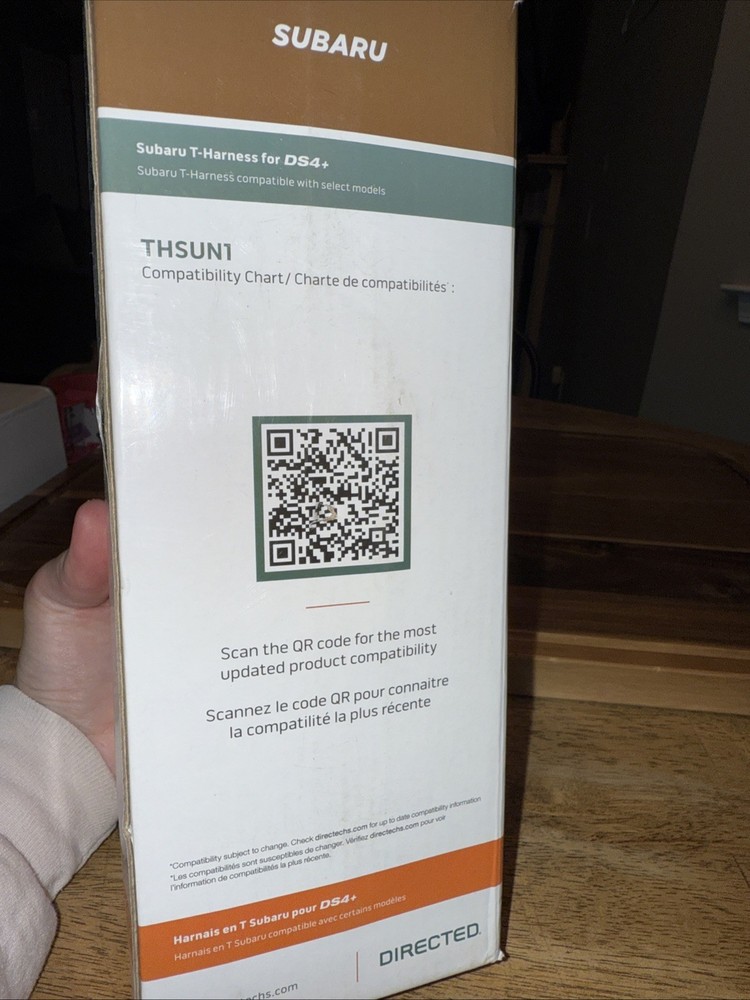 SUBARU
Subaru T-Harness for DS4+
Subaru T-Harness compatible with select models
THSUN1
Compatibility Chart / Charte de compatibilités* :
Scan the QR code for the most
updated product compatibility
Scannez le code QR pour connaitre
la compatilité la plus récente
*Compatibility subject to change. Check directechs.com for up to date compatibility information
*Les compatibilités sont susceptibles de changer. Vérifiez directechs.com pour voir
l'information de compatibilités la plus récente.
Harnais en T Subaru pour DS4+
Harnais en T Subaru compatible avec certains modèles
chs.com
DIRECTED.